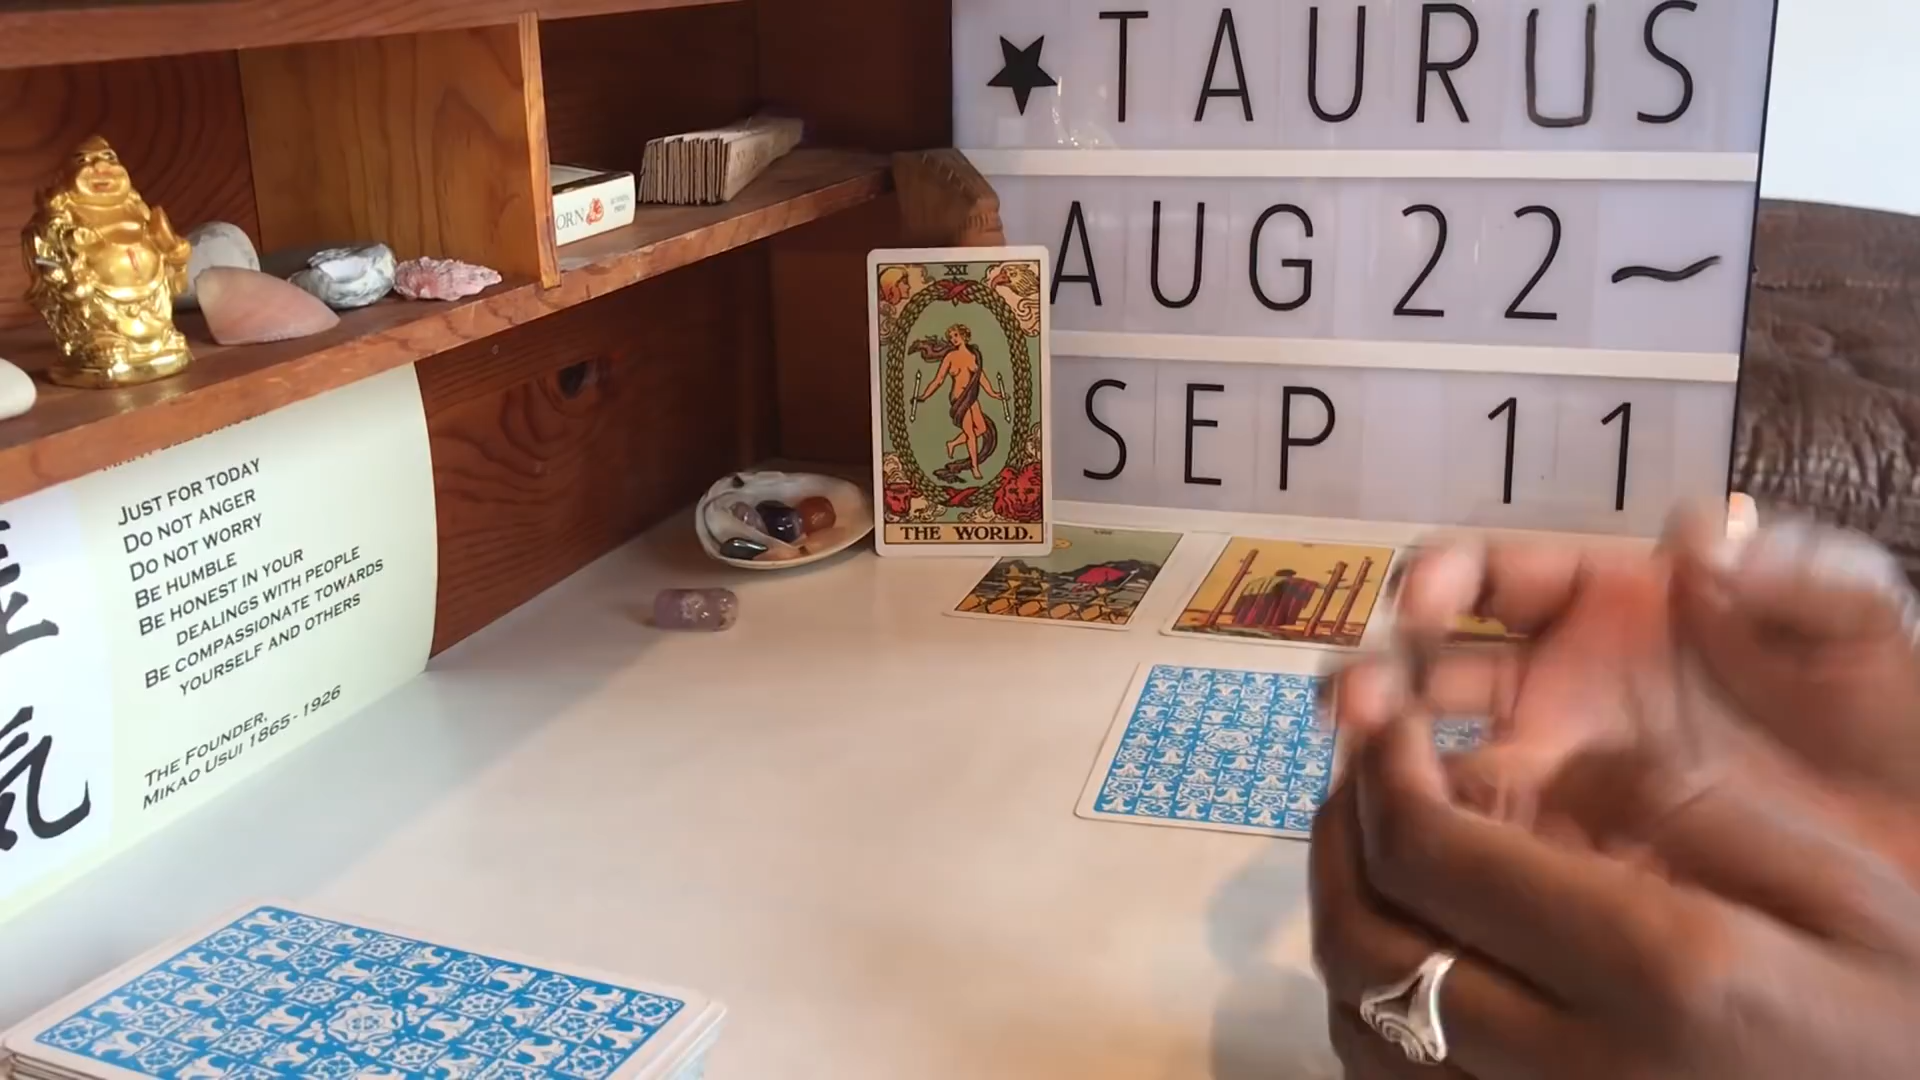 ★ TAURUS
AUG 22~
SEP 11
XXI
THE WORLD.
ORN
JUST FOR TODAY
DO NOT ANGER
DO NOT WORRY
BE HUMBLE
BE HONEST IN YOUR
DEALINGS WITH PEOPLE
BE COMPASSIONATE TOWARDS
YOURSELF AND OTHERS
THE FOUNDER,
MIKAO USUI 1865 - 1926
気